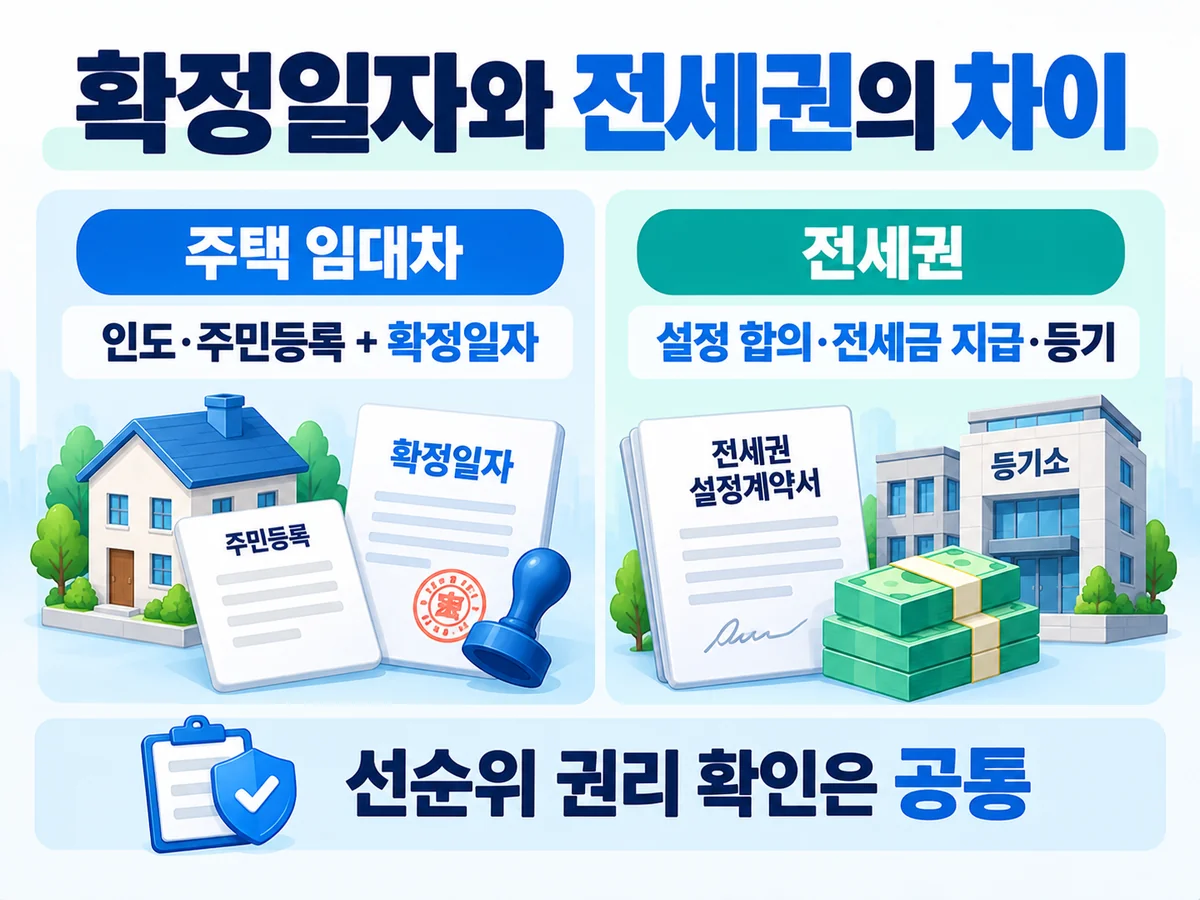 확정일자와 전세권의 차이
주택 임대차
인도·주민등록 + 확정일자
주민등록
확정일자
전세권
설정 합의·전세금 지급·등기
전세권
설정계약서
등기소
선순위 권리 확인은 공통